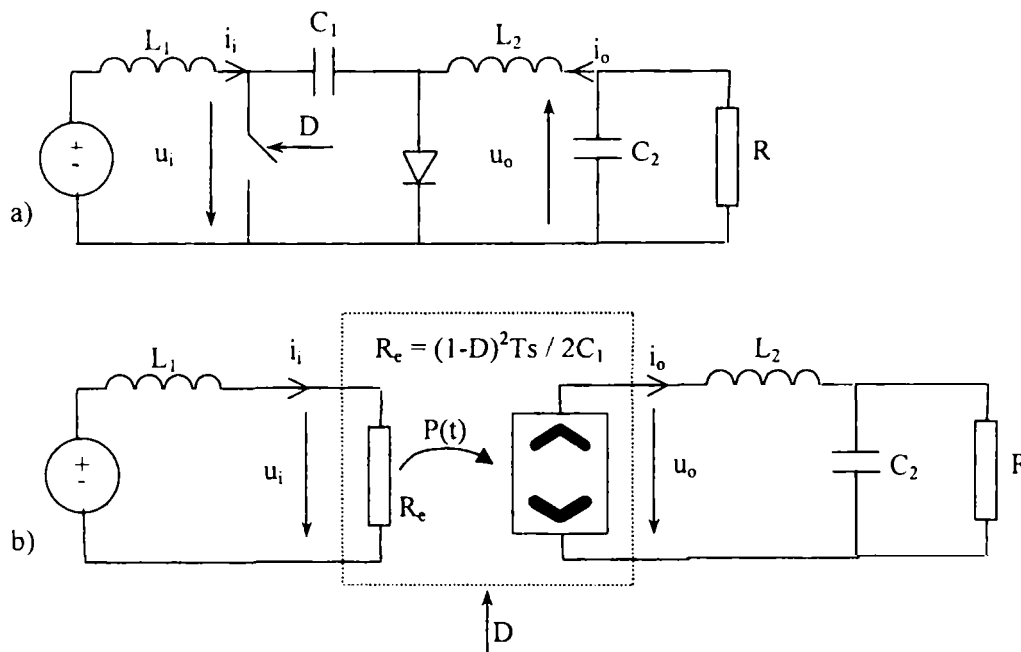 L₁
iᵢ
C₁
L₂
iₒ
+
-
uᵢ
D
uₒ
C₂
R
a)
Rₑ = (1-D)²Ts / 2C₁
L₁
iᵢ
iₒ
L₂
+
-
uᵢ
P(t)
Rₑ
uₒ
C₂
b)
D